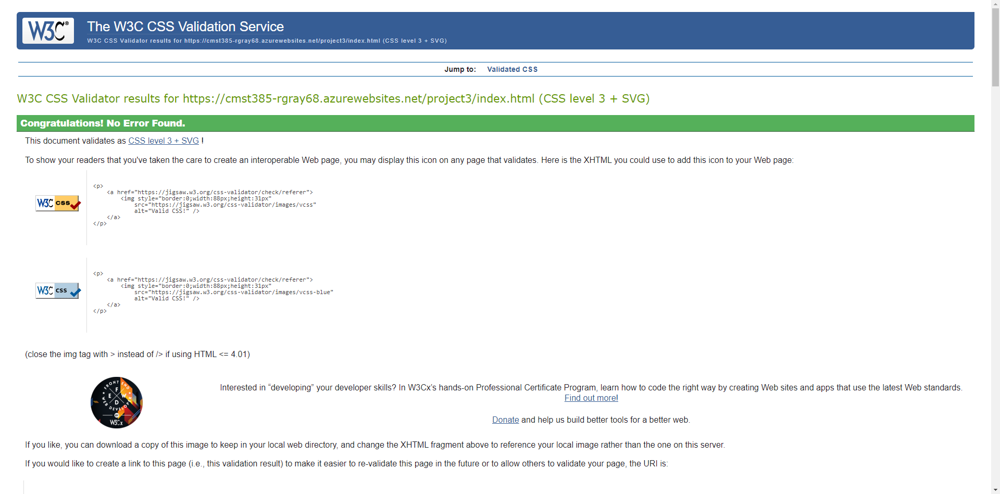 W3C®
The W3C CSS Validation Service
W3C CSS Validator results for https://cmst385-rgray68.azurewebsites.net/project3/index.html (CSS level 3 + SVG)
Jump to: Validated CSS
W3C CSS Validator results for https://cmst385-rgray68.azurewebsites.net/project3/index.html (CSS level 3 + SVG)
Congratulations! No Error Found.
This document validates as CSS level 3 + SVG !
To show your readers that you've taken the care to create an interoperable Web page, you may display this icon on any page that validates. Here is the XHTML you could use to add this icon to your Web page:
W3C css
<p>
<a href="https://jigsaw.w3.org/css-validator/check/referer">
<img style="border:0;width:88px;height:31px"
src="https://jigsaw.w3.org/css-validator/images/vcss"
alt="Valid CSS!" />
</a>
</p>
W3C css
<p>
<a href="https://jigsaw.w3.org/css-validator/check/referer">
<img style="border:0;width:88px;height:31px"
src="https://jigsaw.w3.org/css-validator/images/vcss-blue"
alt="Valid CSS!" />
</a>
</p>
(close the img tag with > instead of /> if using HTML <= 4.01)
FRONT END
F E W D
WEB DEVELOPER
W3Cx
Interested in “developing” your developer skills? In W3Cx’s hands-on Professional Certificate Program, learn how to code the right way by creating Web sites and apps that use the latest Web standards.
Find out more!
Donate and help us build better tools for a better web.
If you like, you can download a copy of this image to keep in your local web directory, and change the XHTML fragment above to reference your local image rather than the one on this server.
If you would like to create a link to this page (i.e., this validation result) to make it easier to re-validate this page in the future or to allow others to validate your page, the URI is: